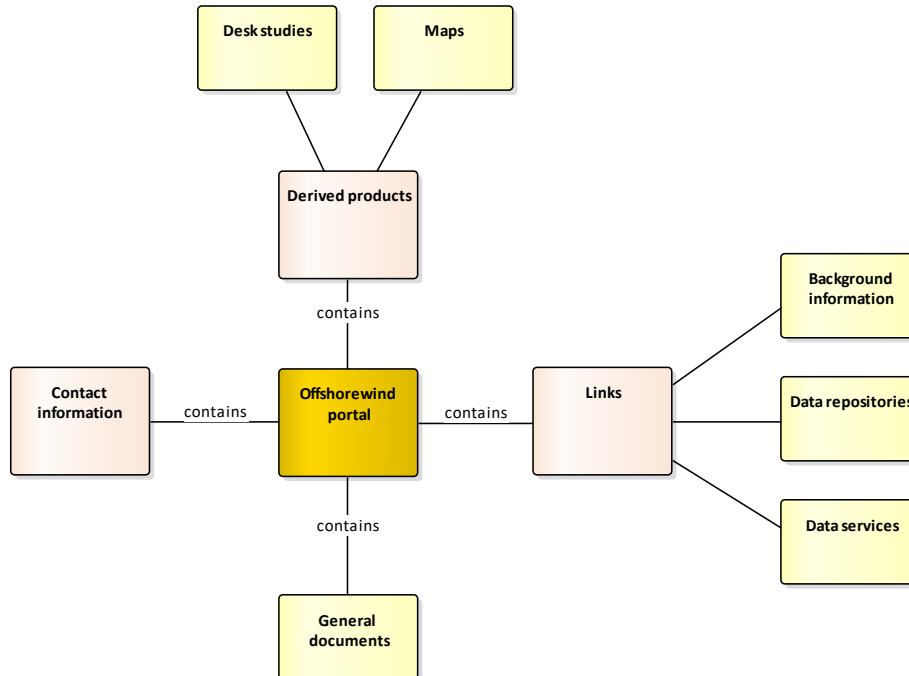 Desk studies
Maps
Derived products
contains
Background
information
Contact
information
contains
Offshorewind
portal
contains
Links
Data repositories
contains
Data services
General
documents